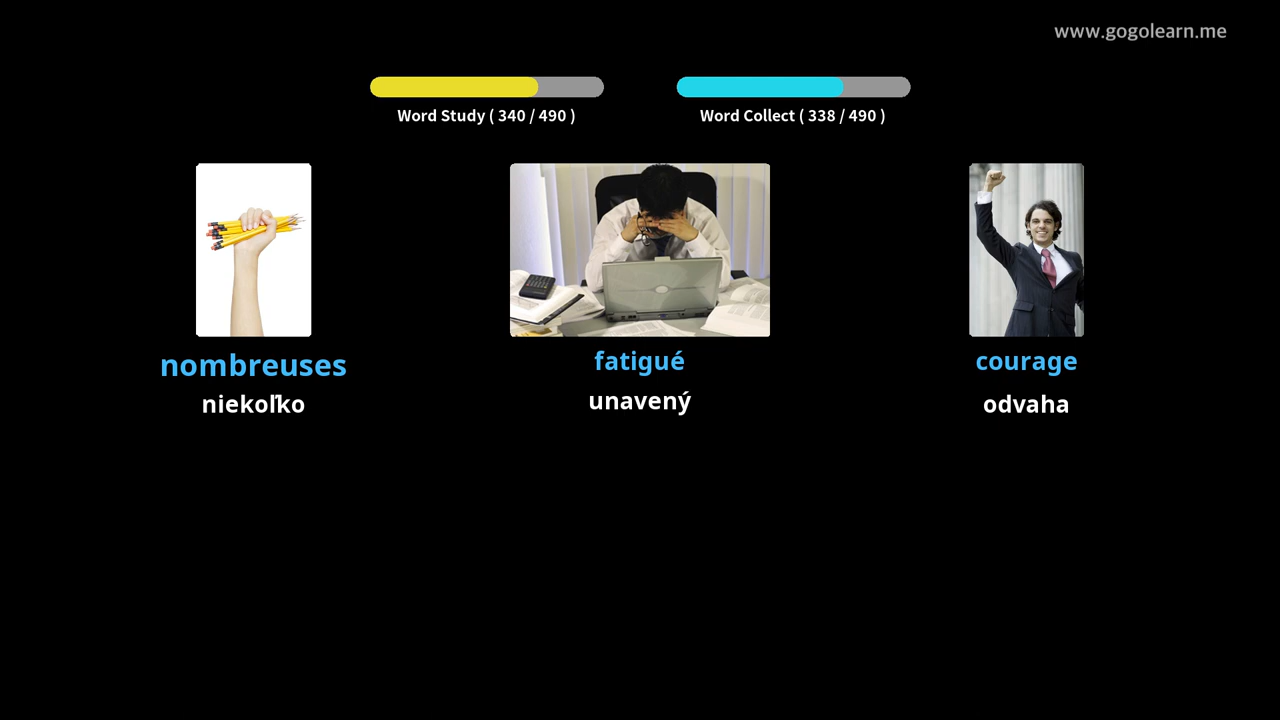 www.gogolearn.me
Word Study ( 340 / 490 )
Word Collect ( 338 / 490 )
nombreuses
niekoľko
fatigué
unavený
courage
odvaha